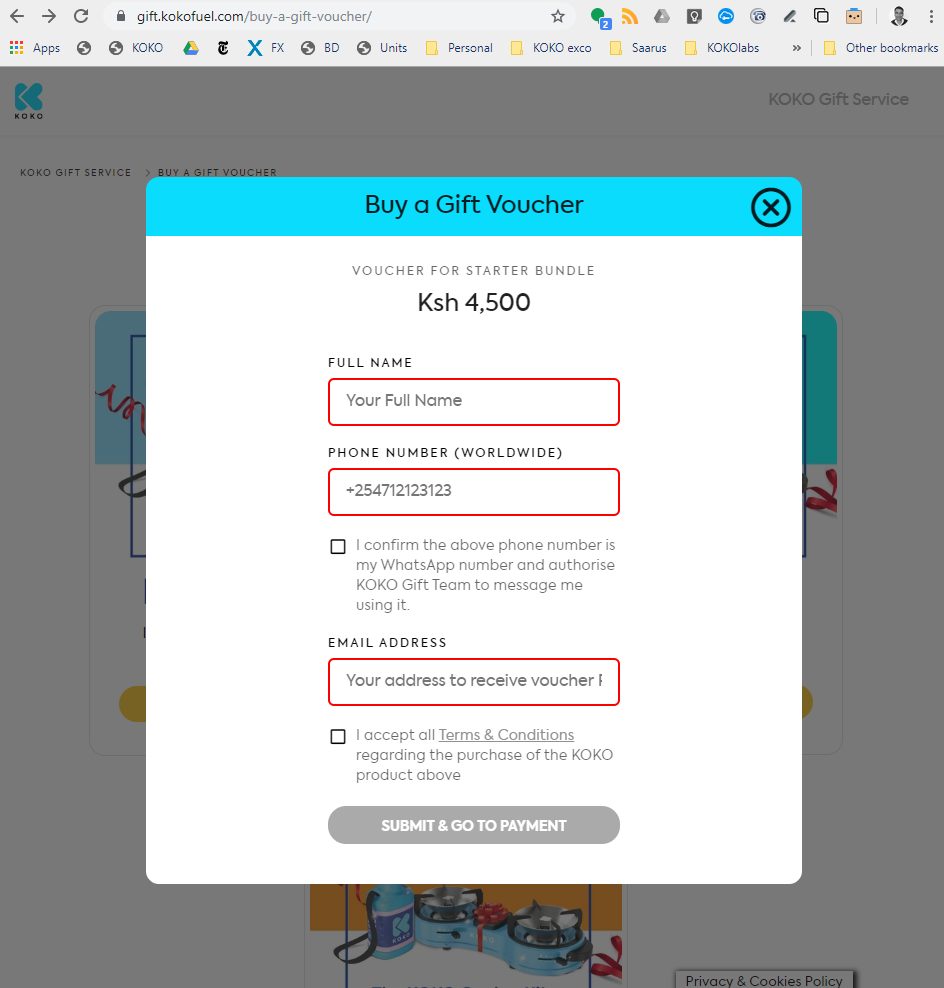 gift.kokofuel.com/buy-a-gift-voucher/
2
Apps
KOKO
FX
BD
Units
Personal
KOKO exco
Saarus
KOKOlabs
»
Other bookmarks
KOKO
KOKO Gift Service
KOKO GIFT SERVICE > BUY A GIFT VOUCHER
Buy a Gift Voucher
VOUCHER FOR STARTER BUNDLE
Ksh 4,500
FULL NAME
Your Full Name
PHONE NUMBER (WORLDWIDE)
+254712123123
I confirm the above phone number is
my WhatsApp number and authorise
KOKO Gift Team to message me
using it.
EMAIL ADDRESS
Your address to receive voucher
I accept all Terms & Conditions
regarding the purchase of the KOKO
product above
SUBMIT & GO TO PAYMENT
KOKO
Privacy & Cookies Policy